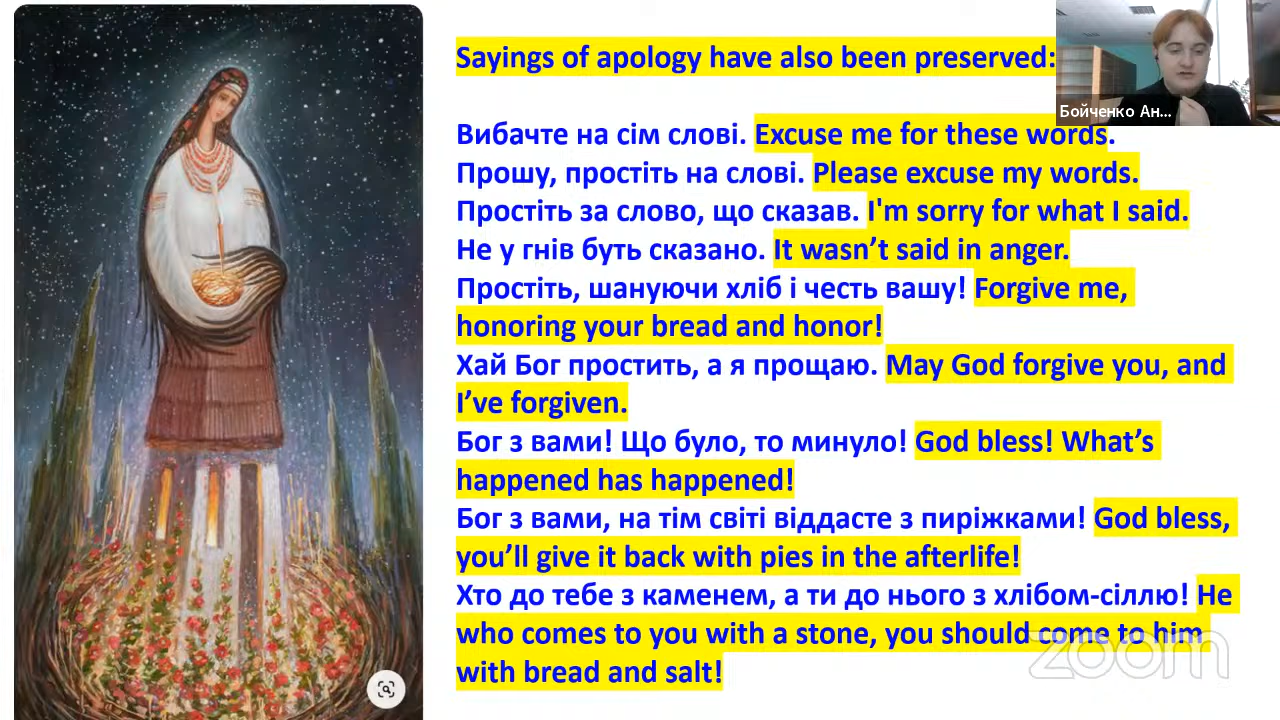 Sayings of apology have also been preserved:
Бойченко Ан...
Вибачте на сім слові. Excuse me for these words.
Прошу, простіть на слові. Please excuse my words.
Простіть за слово, що сказав. I'm sorry for what I said.
Не у гнів буть сказано. It wasn’t said in anger.
Простіть, шануючи хліб і честь вашу! Forgive me,
honoring your bread and honor!
Хай Бог простить, а я прощаю. May God forgive you, and
I’ve forgiven.
Бог з вами! Що було, то минуло! God bless! What’s
happened has happened!
Бог з вами, на тім світі віддасте з пиріжками! God bless,
you’ll give it back with pies in the afterlife!
Хто до тебе з каменем, а ти до нього з хлібом-сіллю! He
who comes to you with a stone, you should come to him
with bread and salt!
zoom